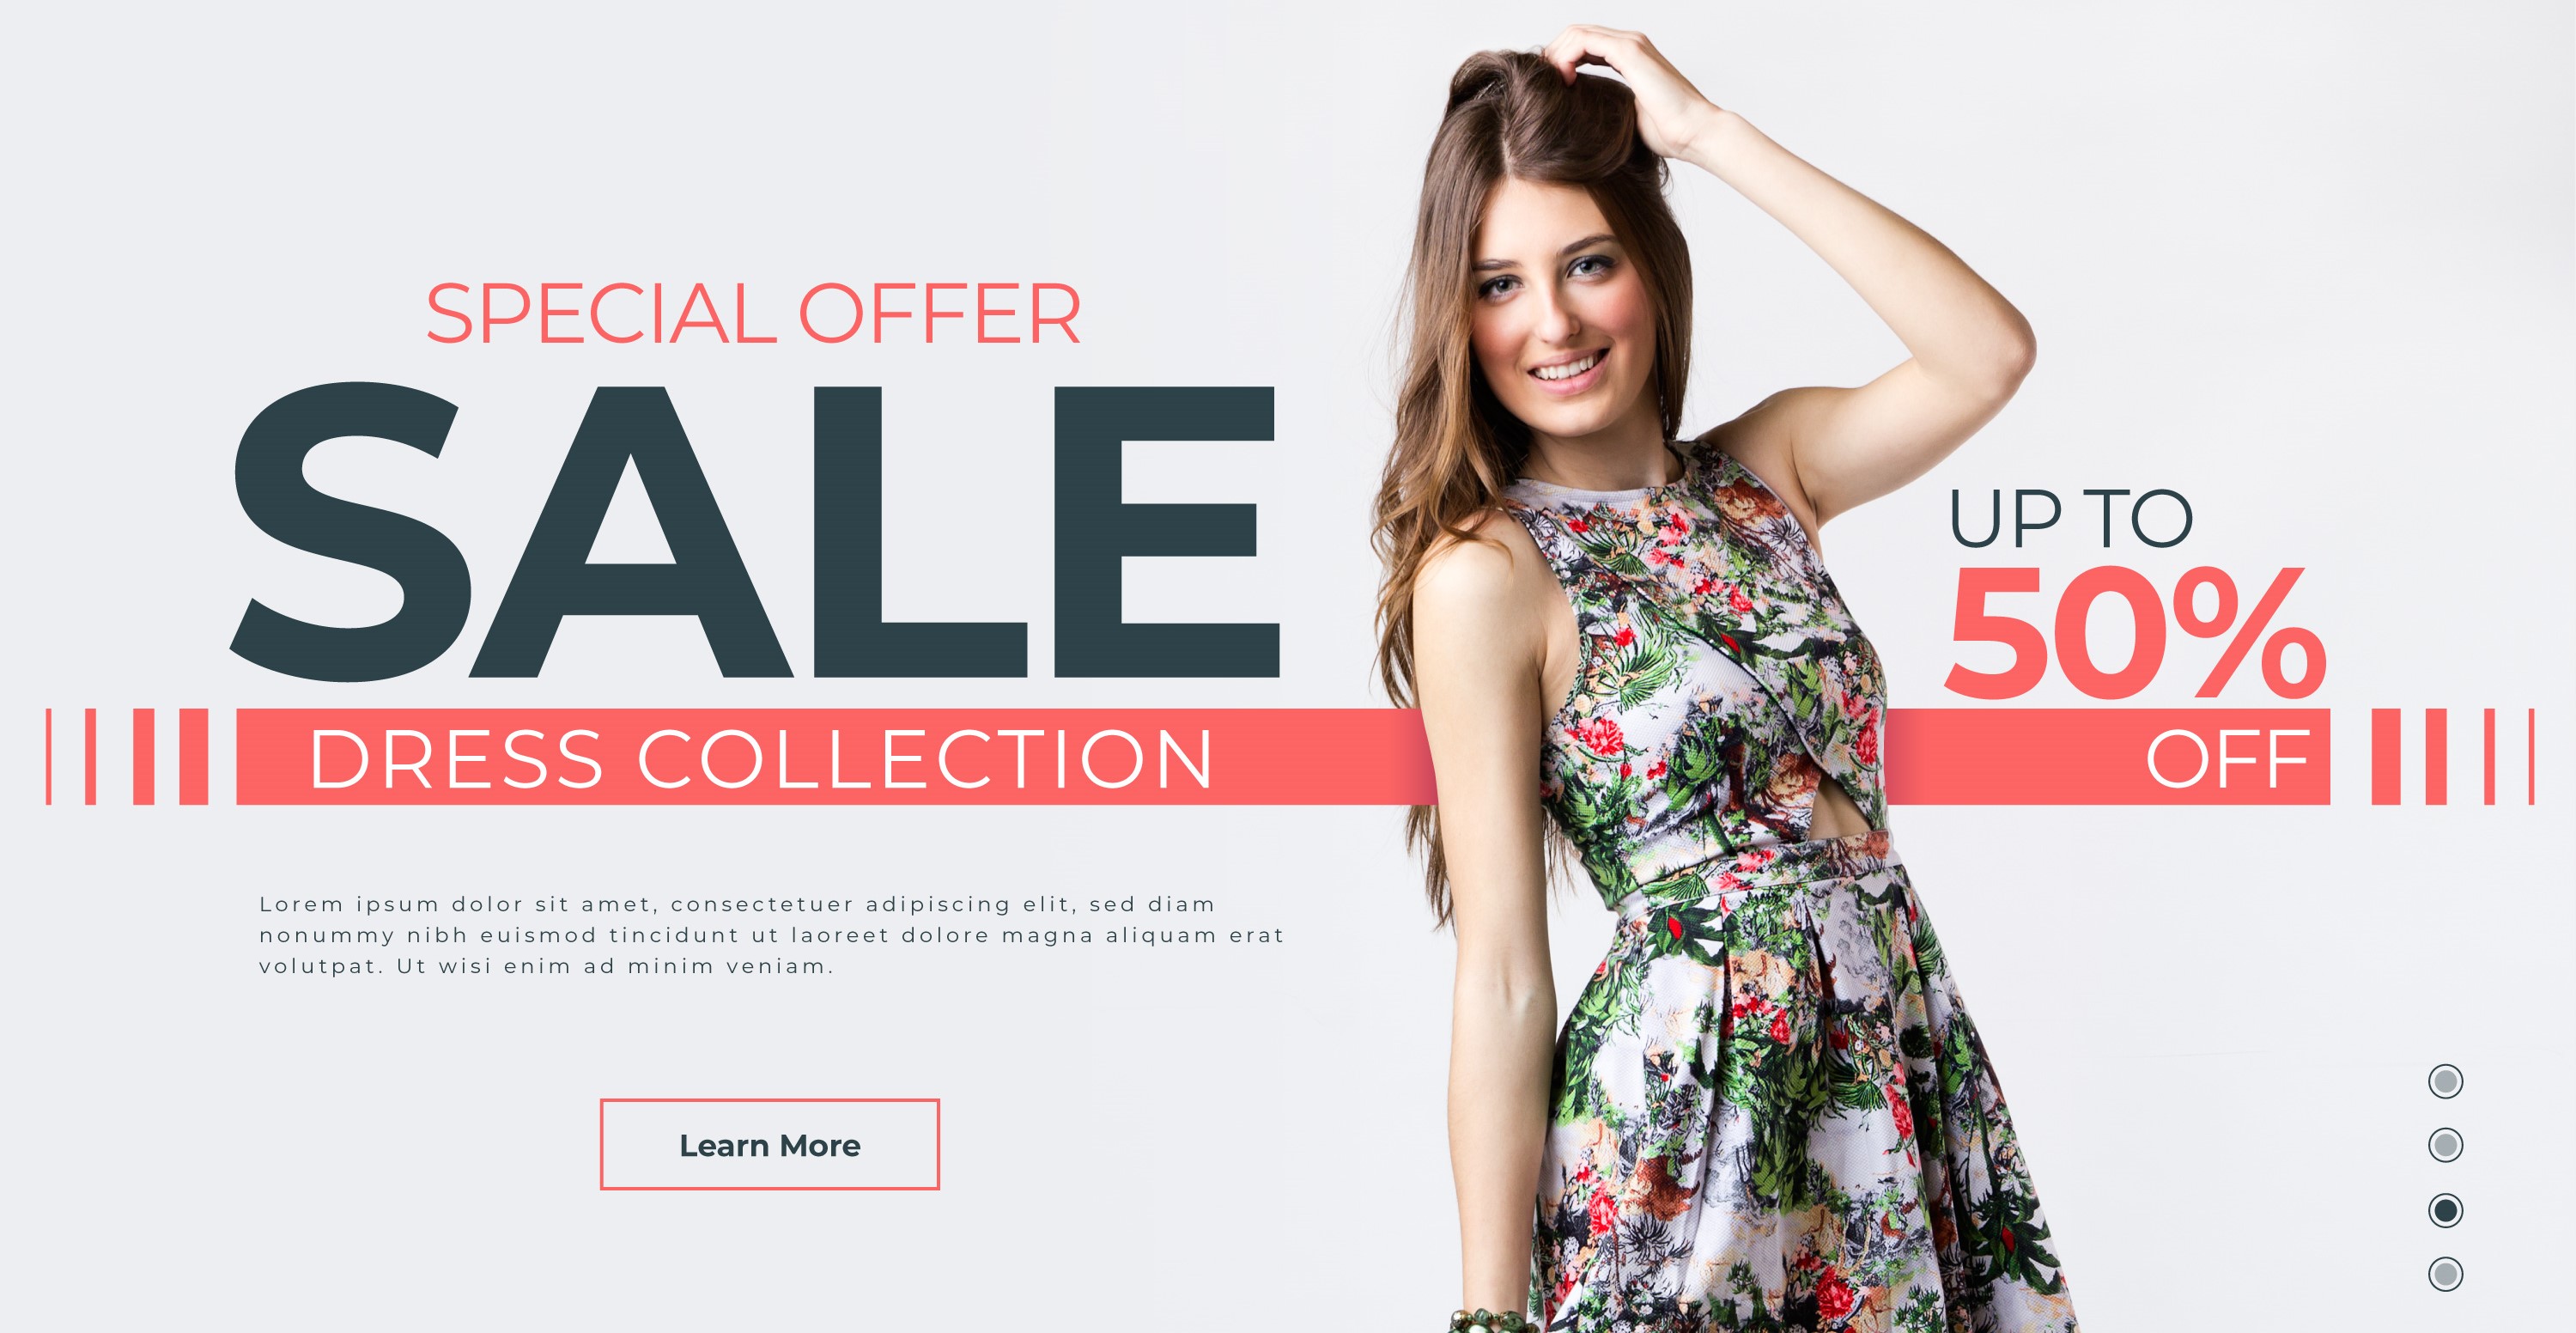 SPECIAL OFFER
SALE
DRESS COLLECTION
UP TO
50%
OFF
Lorem ipsum dolor sit amet, consectetuer adipiscing elit, sed diam
nonummy nibh euismod tincidunt ut laoreet dolore magna aliquam erat
volutpat. Ut wisi enim ad minim veniam.
Learn More